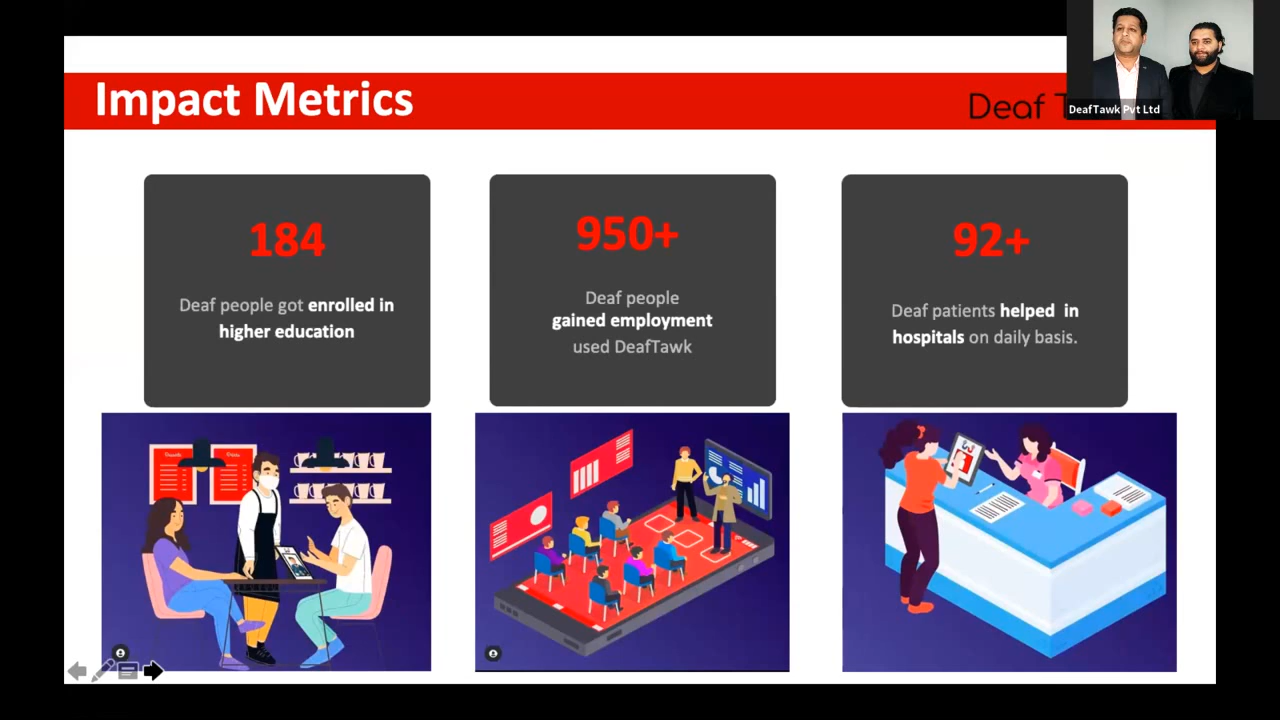 Impact Metrics
Deaf
DeafTawk Pvt Ltd
184
Deaf people got enrolled in
higher education
950+
Deaf people
gained employment
used DeafTawk
92+
Deaf patients helped in
hospitals on daily basis.